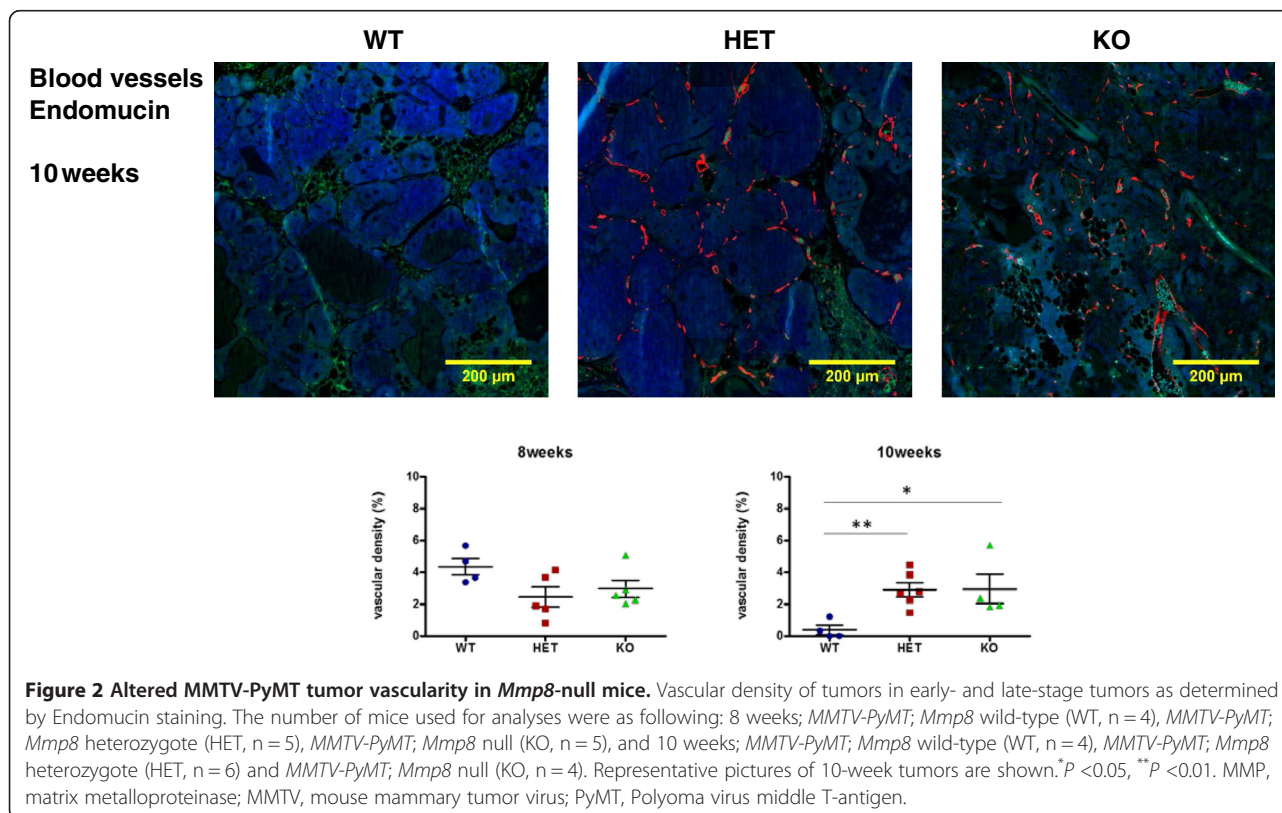 WT HET KO
Blood vessels
Endomucin
10 weeks
200 µm 200 µm 200 µm
8weeks 10weeks
vascular density (%)
10
8
6
4
2
0
WT HET KO
vascular density (%)
10
8
6
4
2
0
*
**
WT HET KO
Figure 2 Altered MMTV-PyMT tumor vascularity in Mmp8-null mice. Vascular density of tumors in early- and late-stage tumors as determined
by Endomucin staining. The number of mice used for analyses were as following: 8 weeks; MMTV-PyMT; Mmp8 wild-type (WT, n = 4), MMTV-PyMT;
Mmp8 heterozygote (HET, n = 5), MMTV-PyMT; Mmp8 null (KO, n = 5), and 10 weeks; MMTV-PyMT; Mmp8 wild-type (WT, n = 4), MMTV-PyMT; Mmp8
heterozygote (HET, n = 6) and MMTV-PyMT; Mmp8 null (KO, n = 4). Representative pictures of 10-week tumors are shown.*P <0.05, **P <0.01. MMP,
matrix metalloproteinase; MMTV, mouse mammary tumor virus; PyMT, Polyoma virus middle T-antigen.